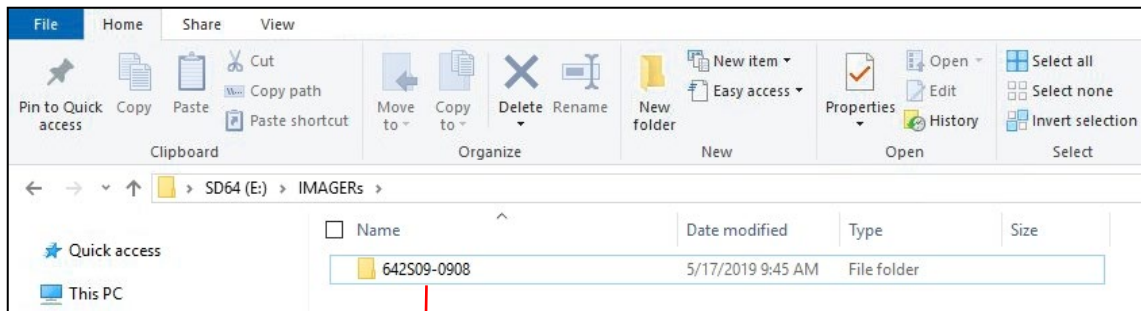 File Home Share View
Pin to Quick access
Copy
Paste
Cut
Copy path
Paste shortcut
Clipboard
Move to
Copy to
Delete
Rename
Organize
New folder
New item
Easy access
New
Properties
Open
Edit
History
Open
Select all
Select none
Invert selection
Select
SD64 (E:) > IMAGERs >
Name Date modified Type Size
Quick access
642S09-0908 5/17/2019 9:45 AM File folder
This PC